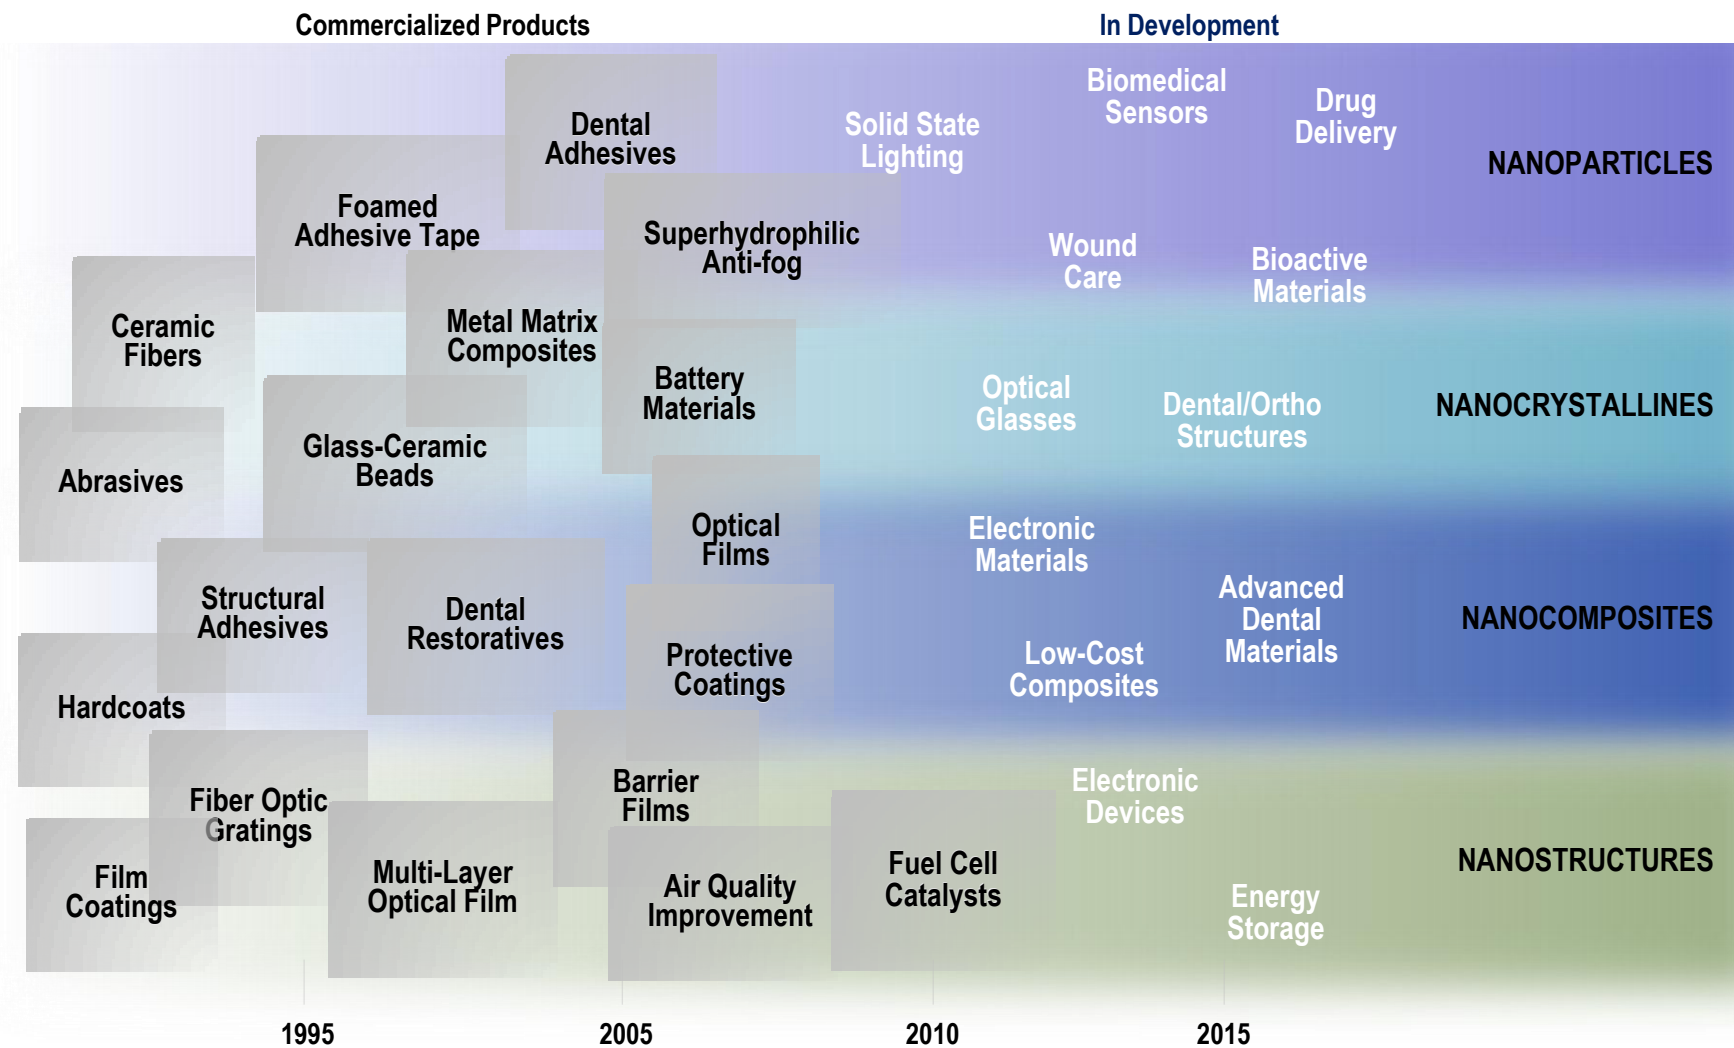 Commercialized Products
In Development
Dental
Adhesives
Solid State
Lighting
Biomedical
Sensors
Drug
Delivery
NANOPARTICLES
Foamed
Adhesive Tape
Superhydrophilic
Anti-fog
Wound
Care
Bioactive
Materials
Ceramic
Fibers
Metal Matrix
Composites
Battery
Materials
Optical
Glasses
Dental/Ortho
Structures
NANOCRYSTALLINES
Abrasives
Glass-Ceramic
Beads
Optical
Films
Electronic
Materials
Structural
Adhesives
Dental
Restoratives
Protective
Coatings
Low-Cost
Composites
Advanced
Dental
Materials
NANOCOMPOSITES
Hardcoats
Fiber Optic
Gratings
Barrier
Films
Electronic
Devices
Film
Coatings
Multi-Layer
Optical Film
Air Quality
Improvement
Fuel Cell
Catalysts
Energy
Storage
NANOSTRUCTURES
1995
2005
2010
2015